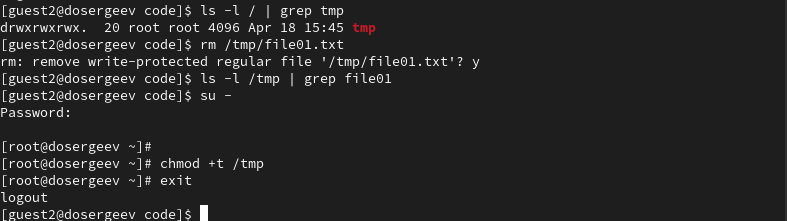 [guest2@dosergeev code]$ ls -l / | grep tmp
drwxrwxrwx.  20 root root 4096 Apr 18 15:45 tmp
[guest2@dosergeev code]$ rm /tmp/file01.txt
rm: remove write-protected regular file '/tmp/file01.txt'? y
[guest2@dosergeev code]$ ls -l /tmp | grep file01
[guest2@dosergeev code]$ su -
Password:
[root@dosergeev ~]#
[root@dosergeev ~]# chmod +t /tmp
[root@dosergeev ~]# exit
logout
[guest2@dosergeev code]$